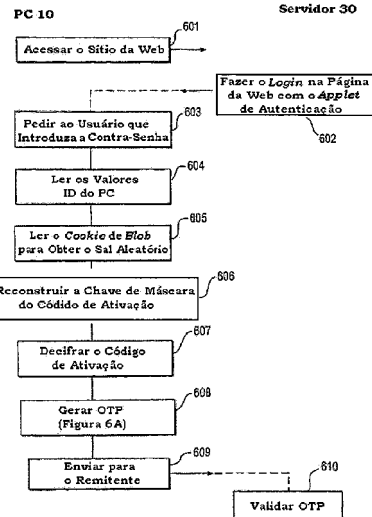 PC 10
Servidor 30
601
Acessar o Sítio da Web
Fazer o Login na Página
da Web com o Applet
de Autenticação
602
603
Pedir ao Usuário que
Introduza a Contra-Senha
604
Ler os Valores
ID do PC
605
Ler o Cookie de Blob
para Obter o Sal Aleatório
606
Reconstruir a Chave de Máscara
do Códido de Ativação
607
Decifrar o Código
de Ativação
608
Gerar OTP
(Figura 6A)
609
Enviar para
o Remitente
610
Validar OTP